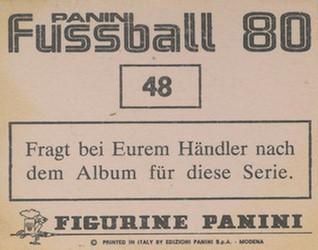 PANINI
Fussball 80
48
Fragt bei Eurem Händler nach
dem Album für diese Serie.
FIGURINE PANINI
© PRINTED IN ITALY BY EDIZIONI PANINI S.p.A. - MODENA